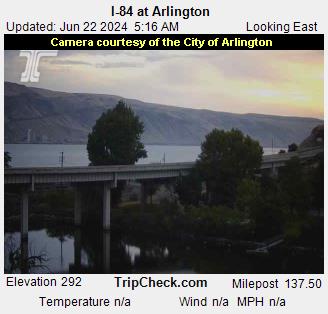 I-84 at Arlington
Updated: Jun 22 2024 5:16 AM Looking East
Camera courtesy of the City of Arlington
Elevation 292 TripCheck.com Milepost 137.50
Temperature n/a Wind n/a MPH n/a